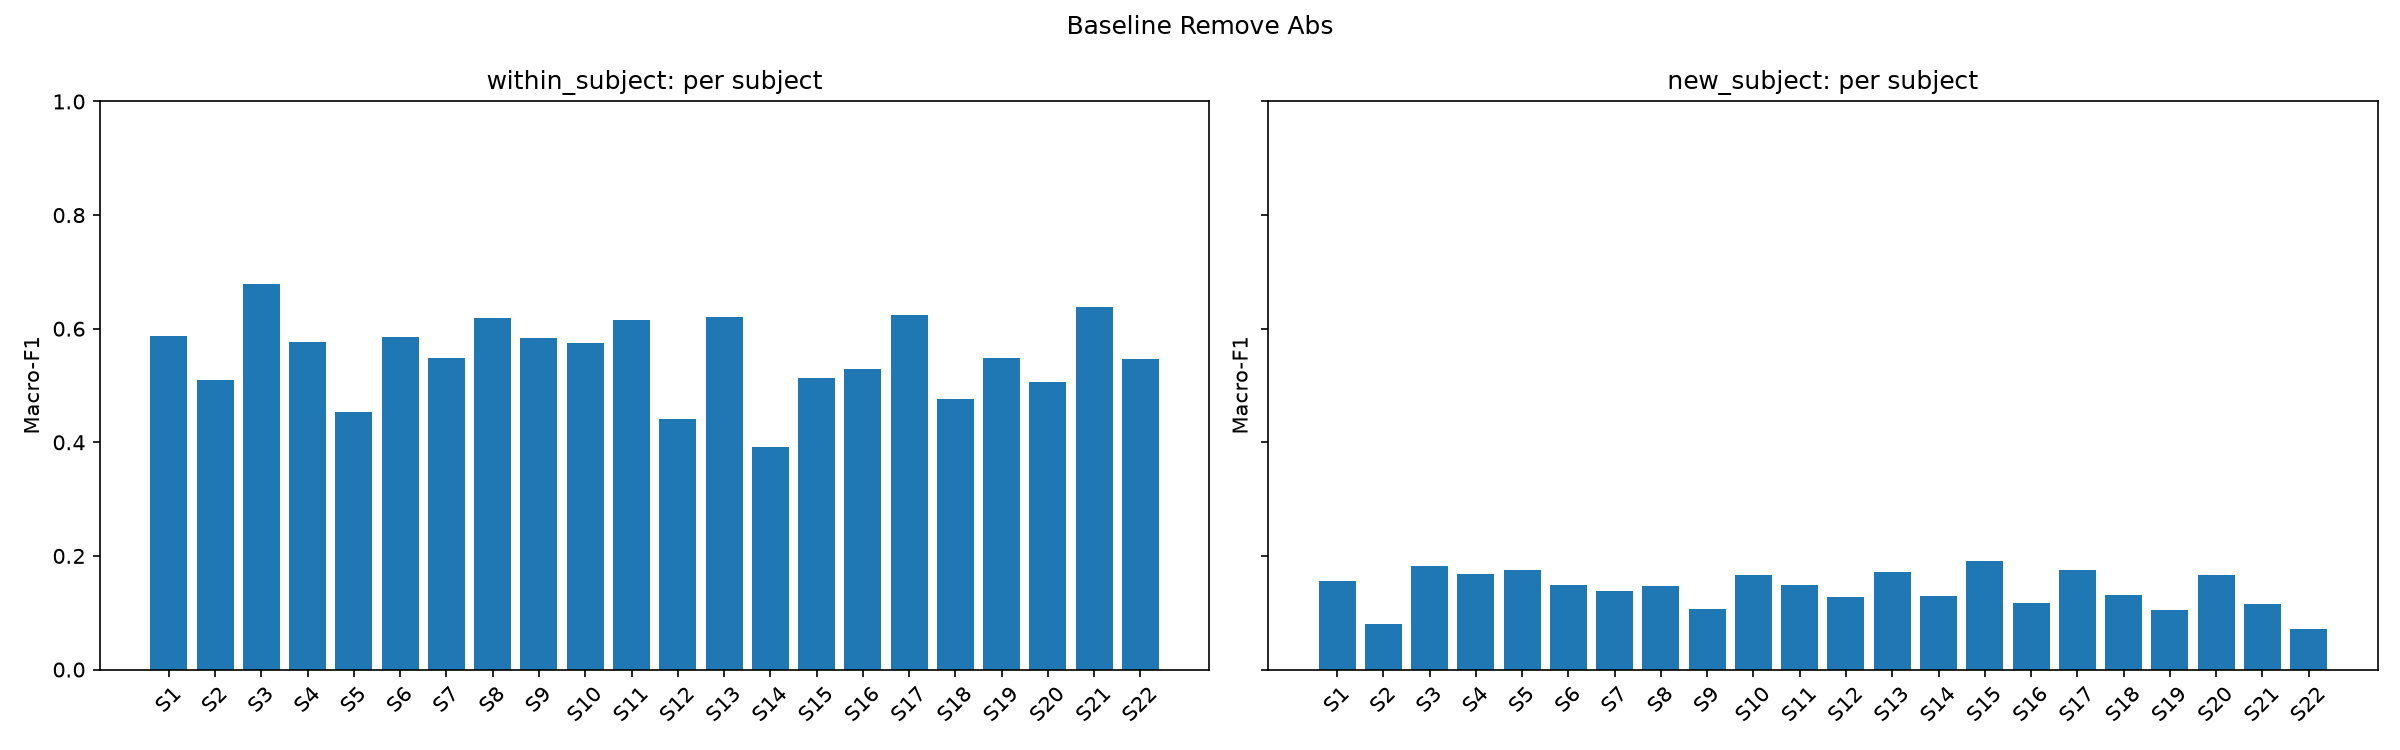 Baseline Remove Abs
within_subject: per subject
Macro-F1
1.0
0.8
0.6
0.4
0.2
0.0
S1 S2 S3 S4 S5 S6 S7 S8 S9 S10 S11 S12 S13 S14 S15 S16 S17 S18 S19 S20 S21 S22
new_subject: per subject
Macro-F1
S1 S2 S3 S4 S5 S6 S7 S8 S9 S10 S11 S12 S13 S14 S15 S16 S17 S18 S19 S20 S21 S22